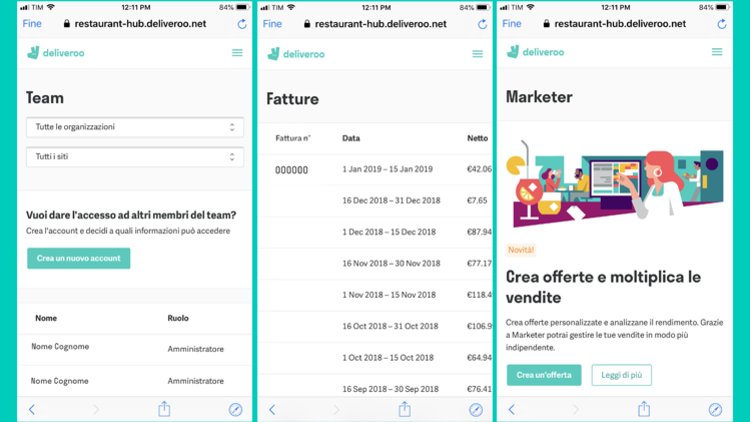 TIM 12:11 PM 84%
Fine restaurant-hub.deliveroo.net
deliveroo
Team
Tutte le organizzazioni
Tutti i siti
Vuoi dare l'accesso ad altri membri del team?
Crea l'account e decidi a quali informazioni può accedere
Crea un nuovo account
Nome Ruolo
Nome Cognome Amministratore
Nome Cognome Amministratore
TIM 12:11 PM 84%
Fine restaurant-hub.deliveroo.net
deliveroo
Fatture
Fattura n° Data Netto
000000 1 Jan 2019 – 15 Jan 2019 €42.06
16 Dec 2018 – 31 Dec 2018 €7.65
1 Dec 2018 – 15 Dec 2018 €87.94
16 Nov 2018 – 30 Nov 2018 €77.17
1 Nov 2018 – 15 Nov 2018 €118.4
16 Oct 2018 – 31 Oct 2018 €106.9
1 Oct 2018 – 15 Oct 2018 €64.94
16 Sep 2018 – 30 Sep 2018 €76.41
TIM 12:11 PM 84%
Fine restaurant-hub.deliveroo.net
deliveroo
Marketer
Novità!
Crea offerte e moltiplica le
vendite
Crea offerte personalizzate e analizzane il rendimento. Grazie
a Marketer potrai gestire le tue vendite in modo più
indipendente.
Crea un'offerta Leggi di più